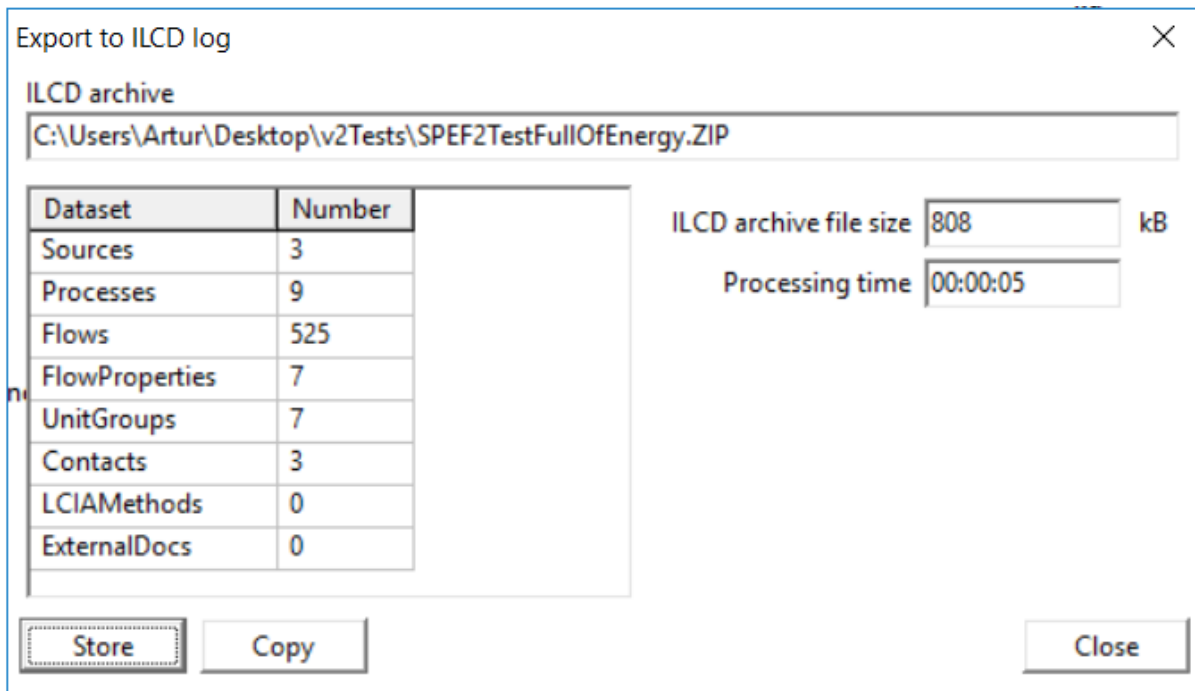 Export to ILCD log
ILCD archive
C:\Users\Artur\Desktop\v2Tests\SPEF2TestFullOfEnergy.ZIP
Dataset Number
Sources 3
Processes 9
Flows 525
FlowProperties 7
UnitGroups 7
Contacts 3
LCIAMethods 0
ExternalDocs 0
ILCD archive file size 808 kB
Processing time 00:00:05
Store Copy Close